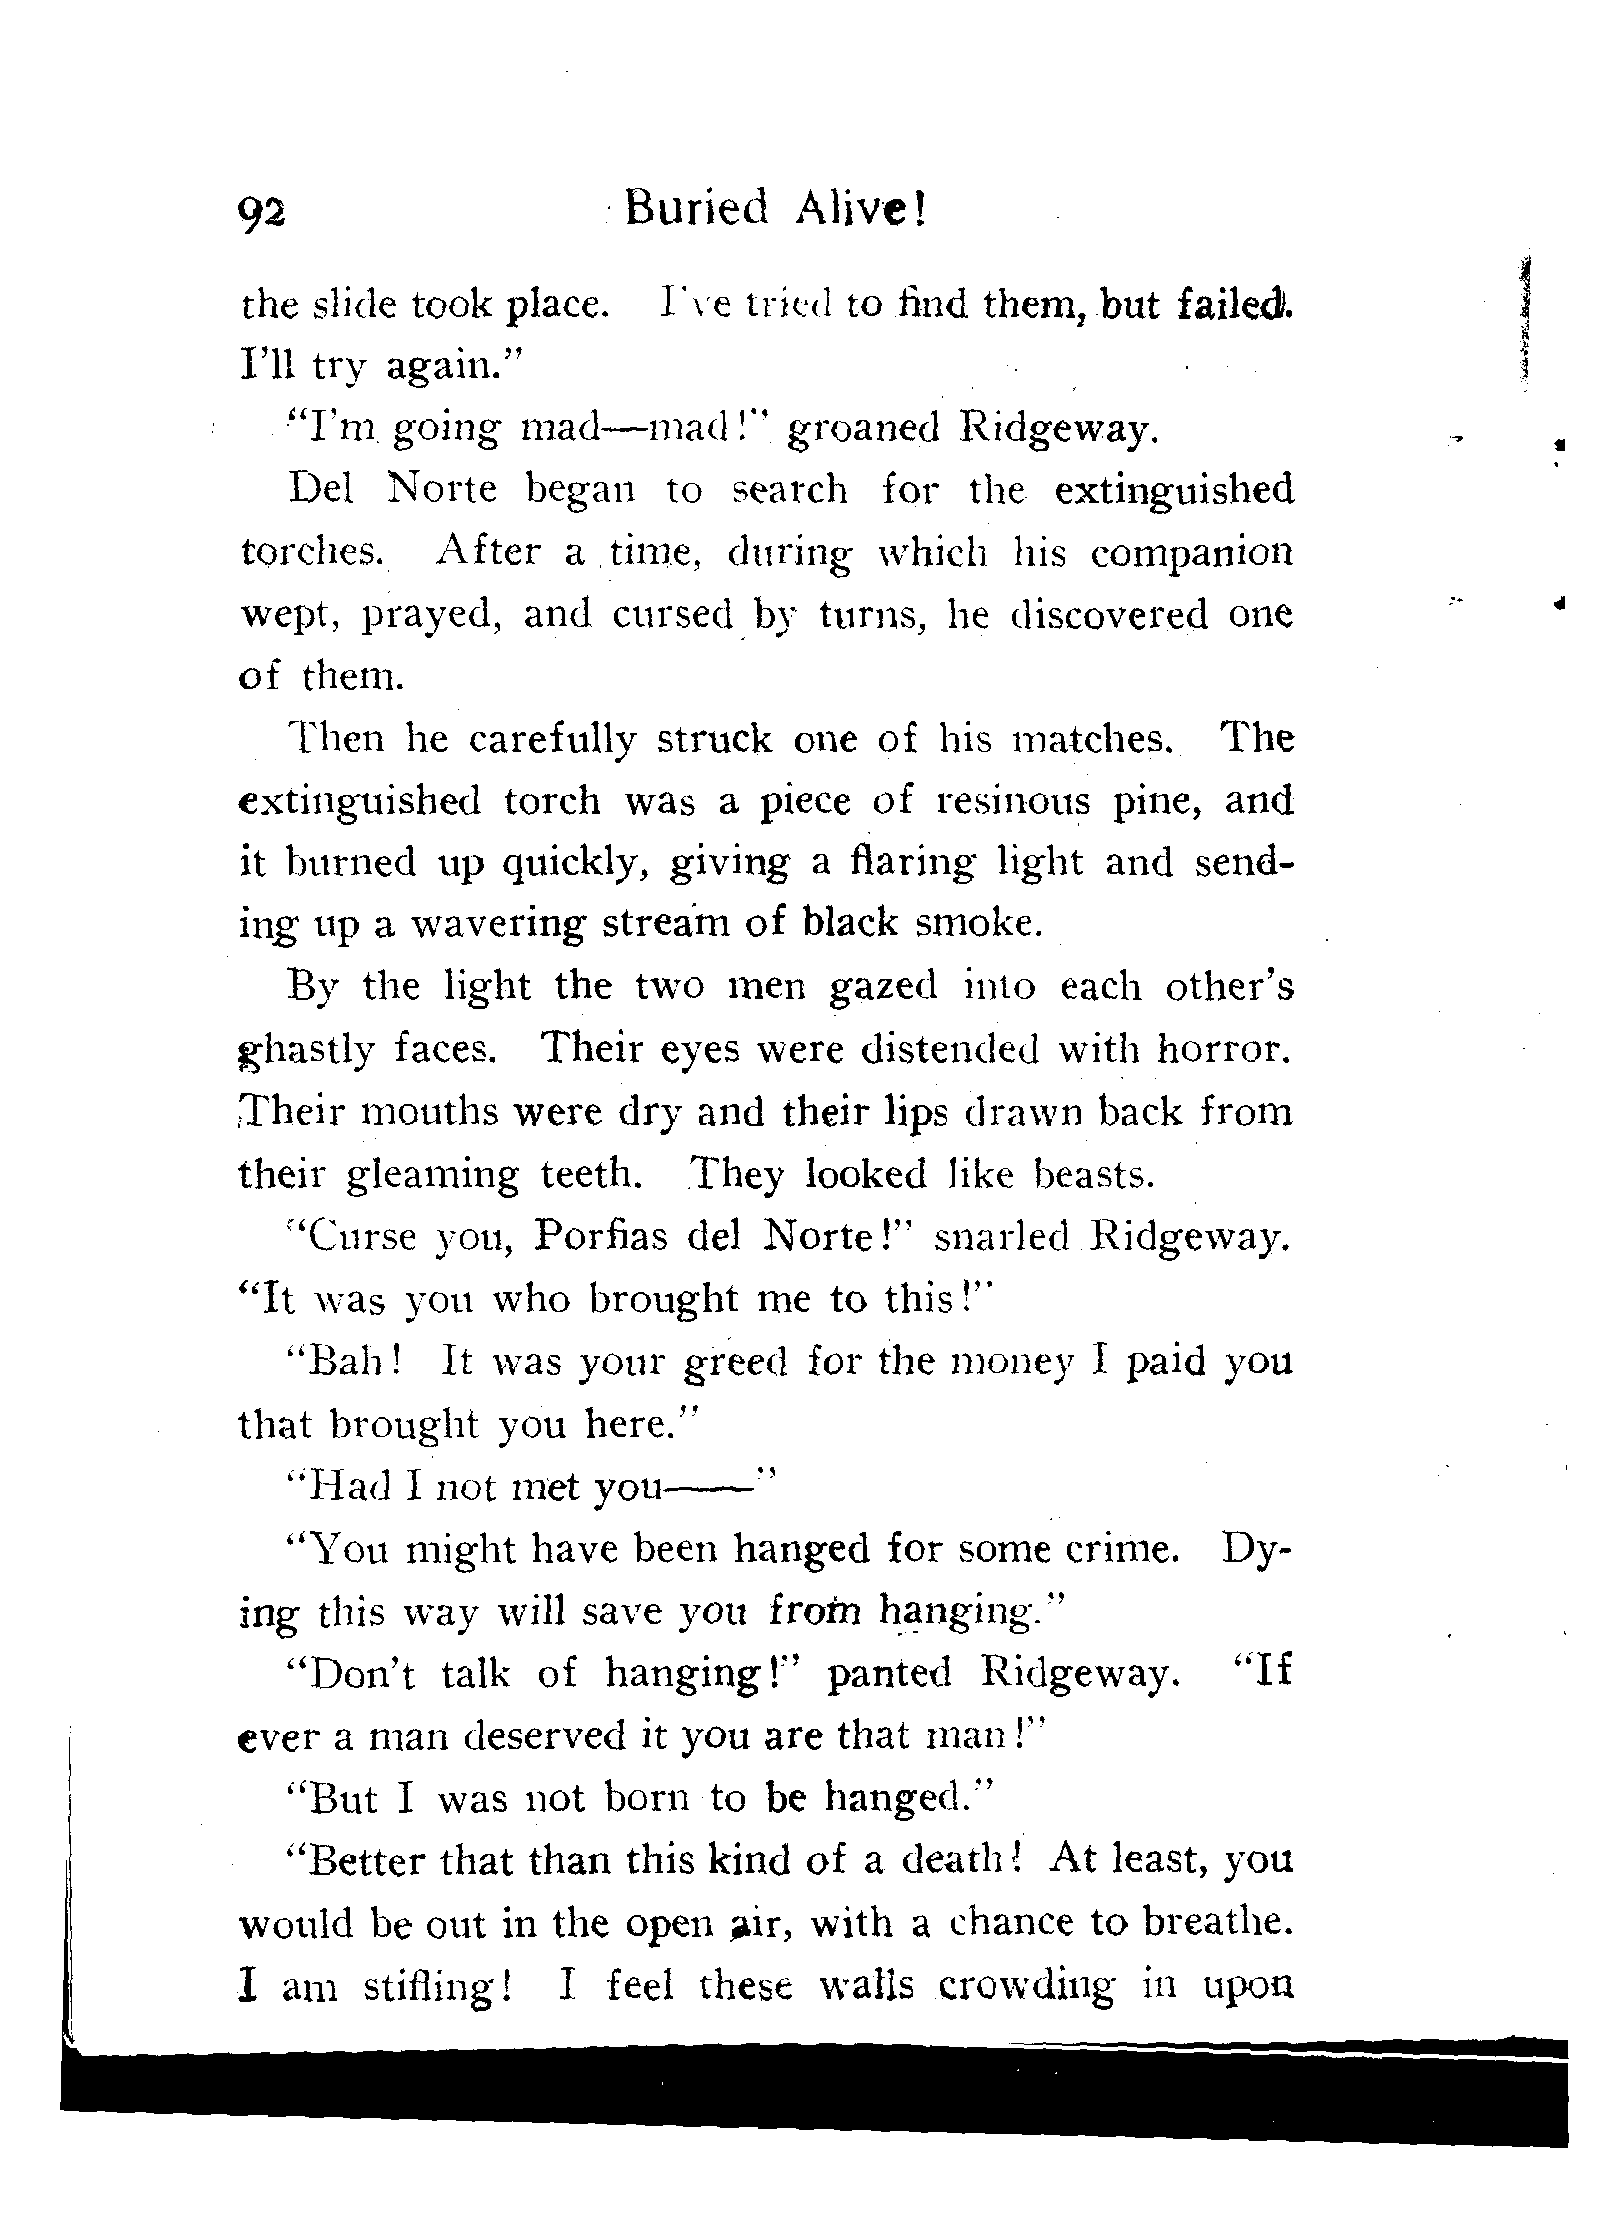 92 Buried Alive!
the slide took place. I've tried to find them, but failed.
I'll try again."
"I'm going mad—mad!" groaned Ridgeway.
Del Norte began to search for the extinguished
torches. After a time, during which his companion
wept, prayed, and cursed by turns, he discovered one
of them.
Then he carefully struck one of his matches. The
extinguished torch was a piece of resinous pine, and
it burned up quickly, giving a flaring light and send-
ing up a wavering stream of black smoke.
By the light the two men gazed into each other's
ghastly faces. Their eyes were distended with horror.
Their mouths were dry and their lips drawn back from
their gleaming teeth. They looked like beasts.
"Curse you, Porfias del Norte!" snarled Ridgeway.
"It was you who brought me to this!"
"Bah! It was your greed for the money I paid you
that brought you here."
"Had I not met you——"
"You might have been hanged for some crime. Dy-
ing this way will save you from hanging."
"Don't talk of hanging!" panted Ridgeway. "If
ever a man deserved it you are that man!"
"But I was not born to be hanged."
"Better that than this kind of a death! At least, you
would be out in the open air, with a chance to breathe.
I am stifling! I feel these walls crowding in upon